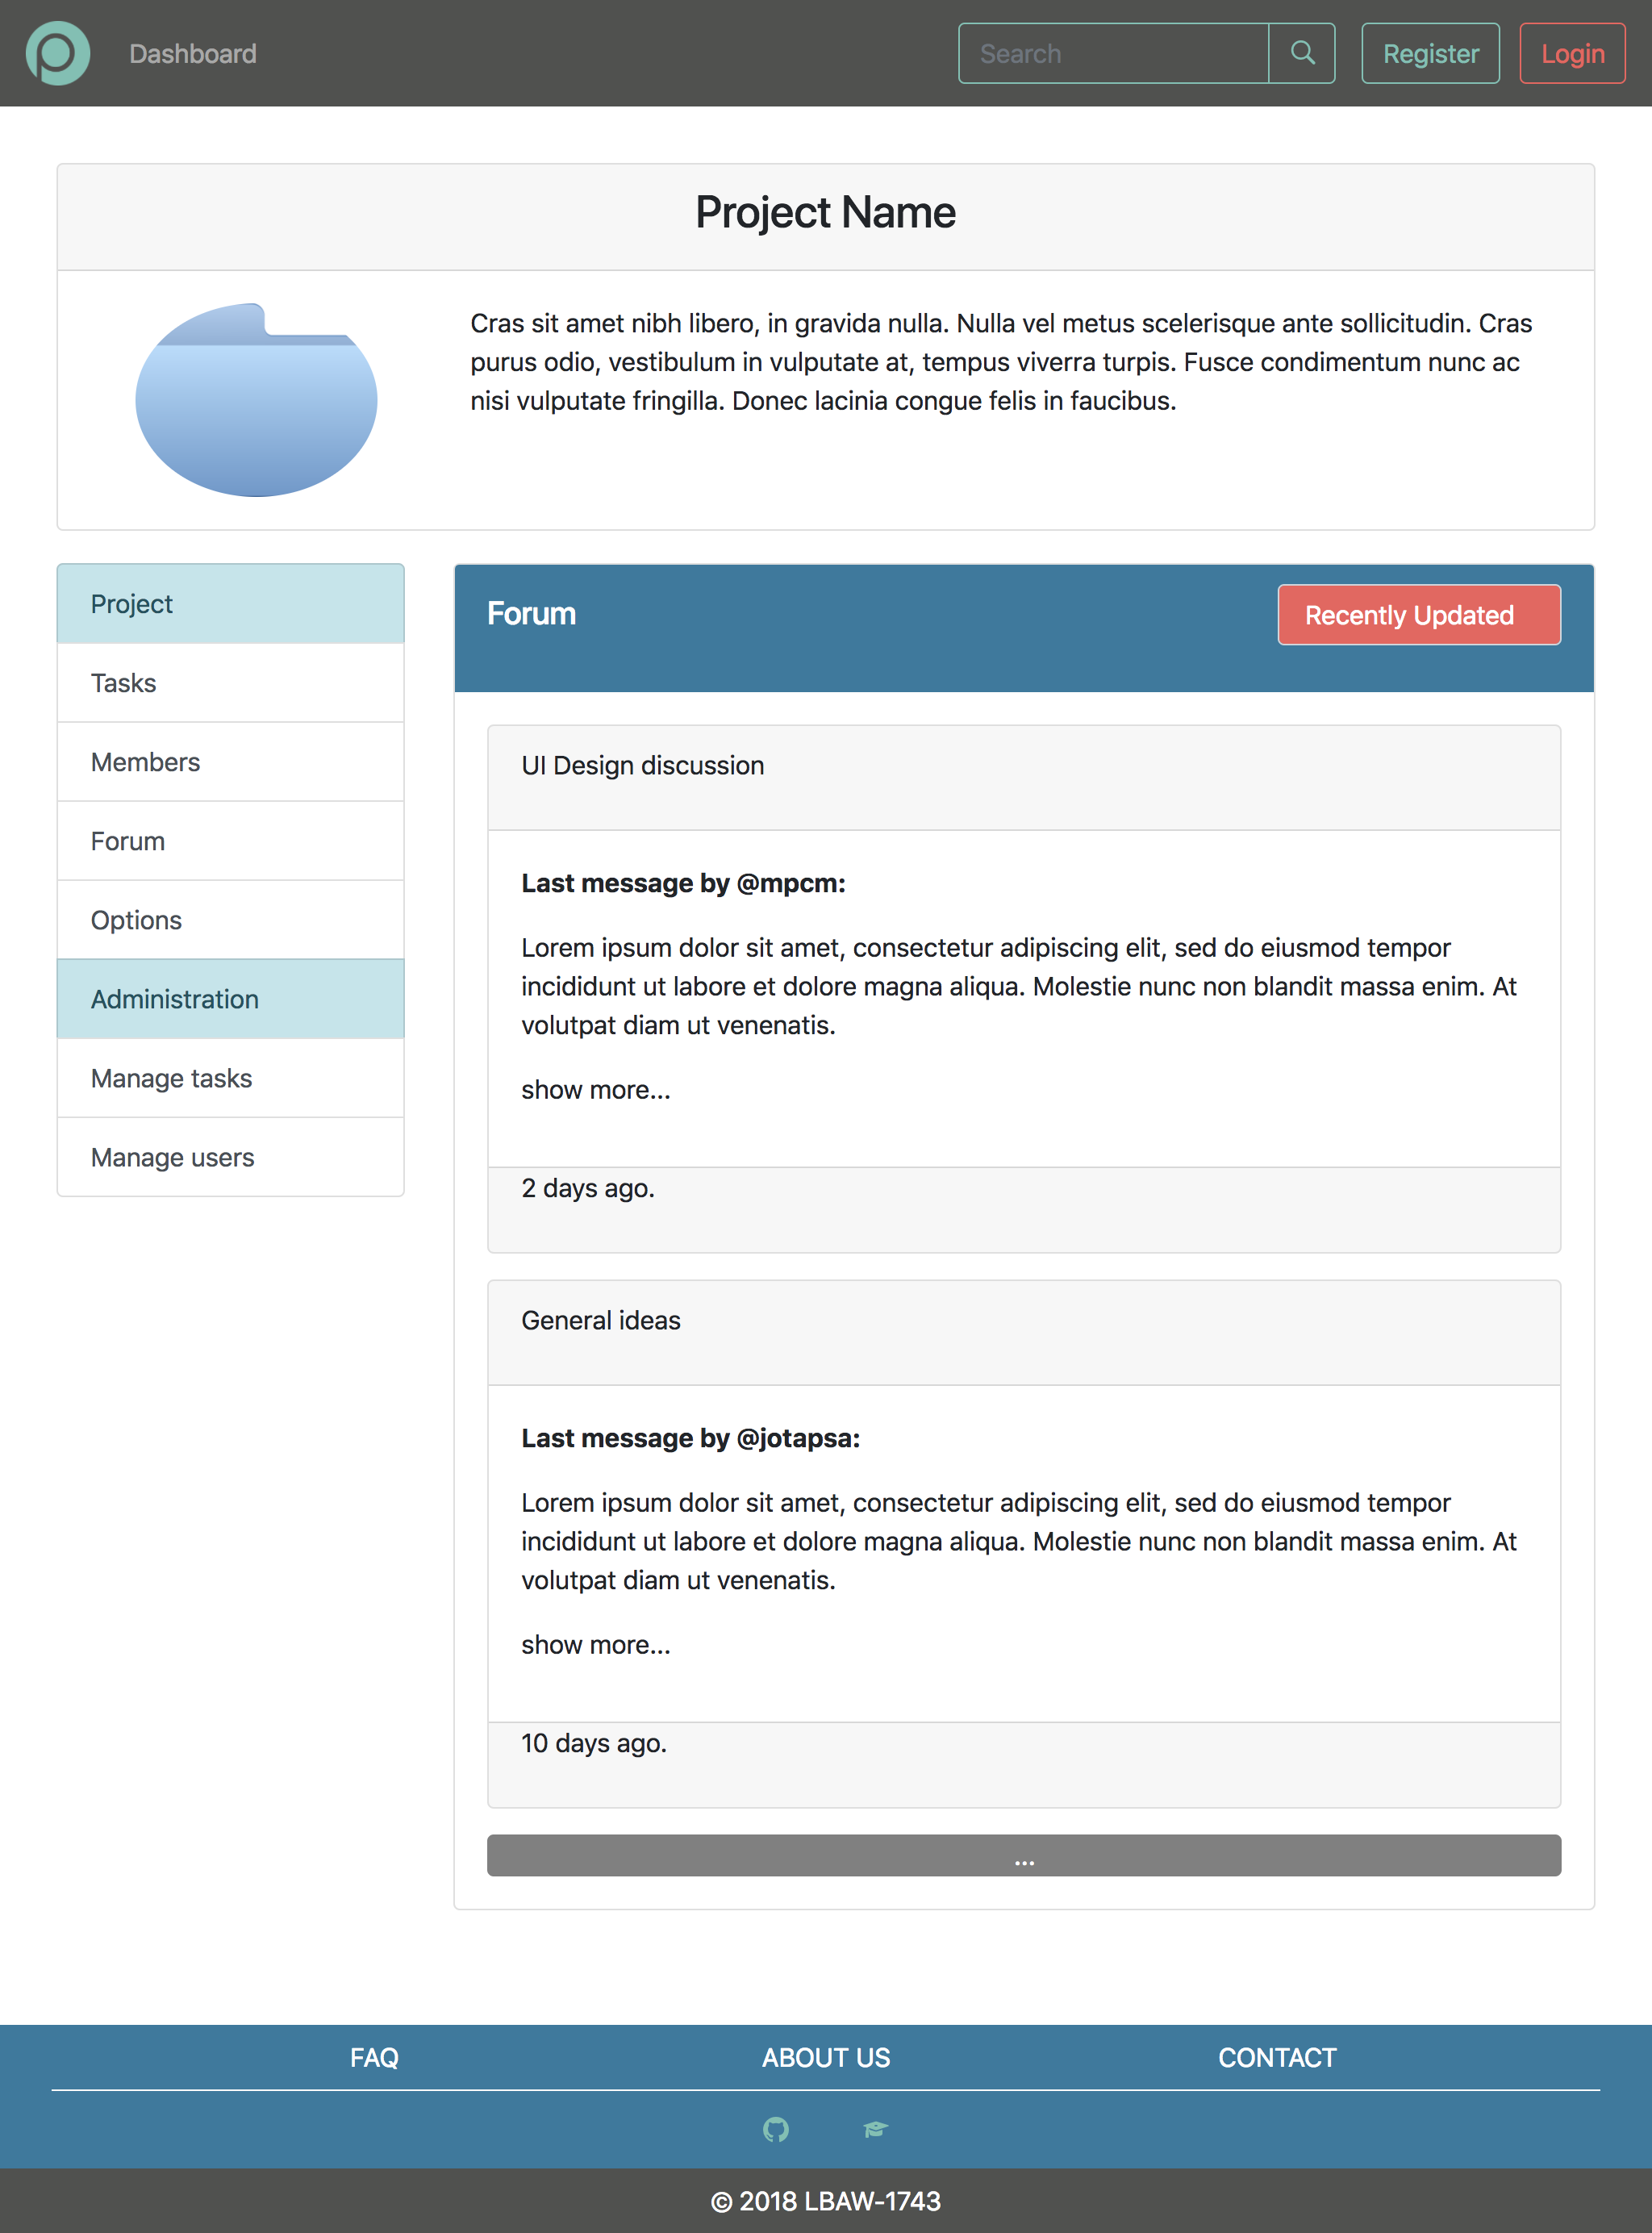 Dashboard
Search
Register
Login
Project Name
Cras sit amet nibh libero, in gravida nulla. Nulla vel metus scelerisque ante sollicitudin. Cras
purus odio, vestibulum in vulputate at, tempus viverra turpis. Fusce condimentum nunc ac
nisi vulputate fringilla. Donec lacinia congue felis in faucibus.
Project
Tasks
Members
Forum
Options
Administration
Manage tasks
Manage users
Forum
Recently Updated
UI Design discussion
Last message by @mpcm:
Lorem ipsum dolor sit amet, consectetur adipiscing elit, sed do eiusmod tempor
incididunt ut labore et dolore magna aliqua. Molestie nunc non blandit massa enim. At
volutpat diam ut venenatis.
show more...
2 days ago.
General ideas
Last message by @jotapsa:
Lorem ipsum dolor sit amet, consectetur adipiscing elit, sed do eiusmod tempor
incididunt ut labore et dolore magna aliqua. Molestie nunc non blandit massa enim. At
volutpat diam ut venenatis.
show more...
10 days ago.
...
FAQ
ABOUT US
CONTACT
© 2018 LBAW-1743